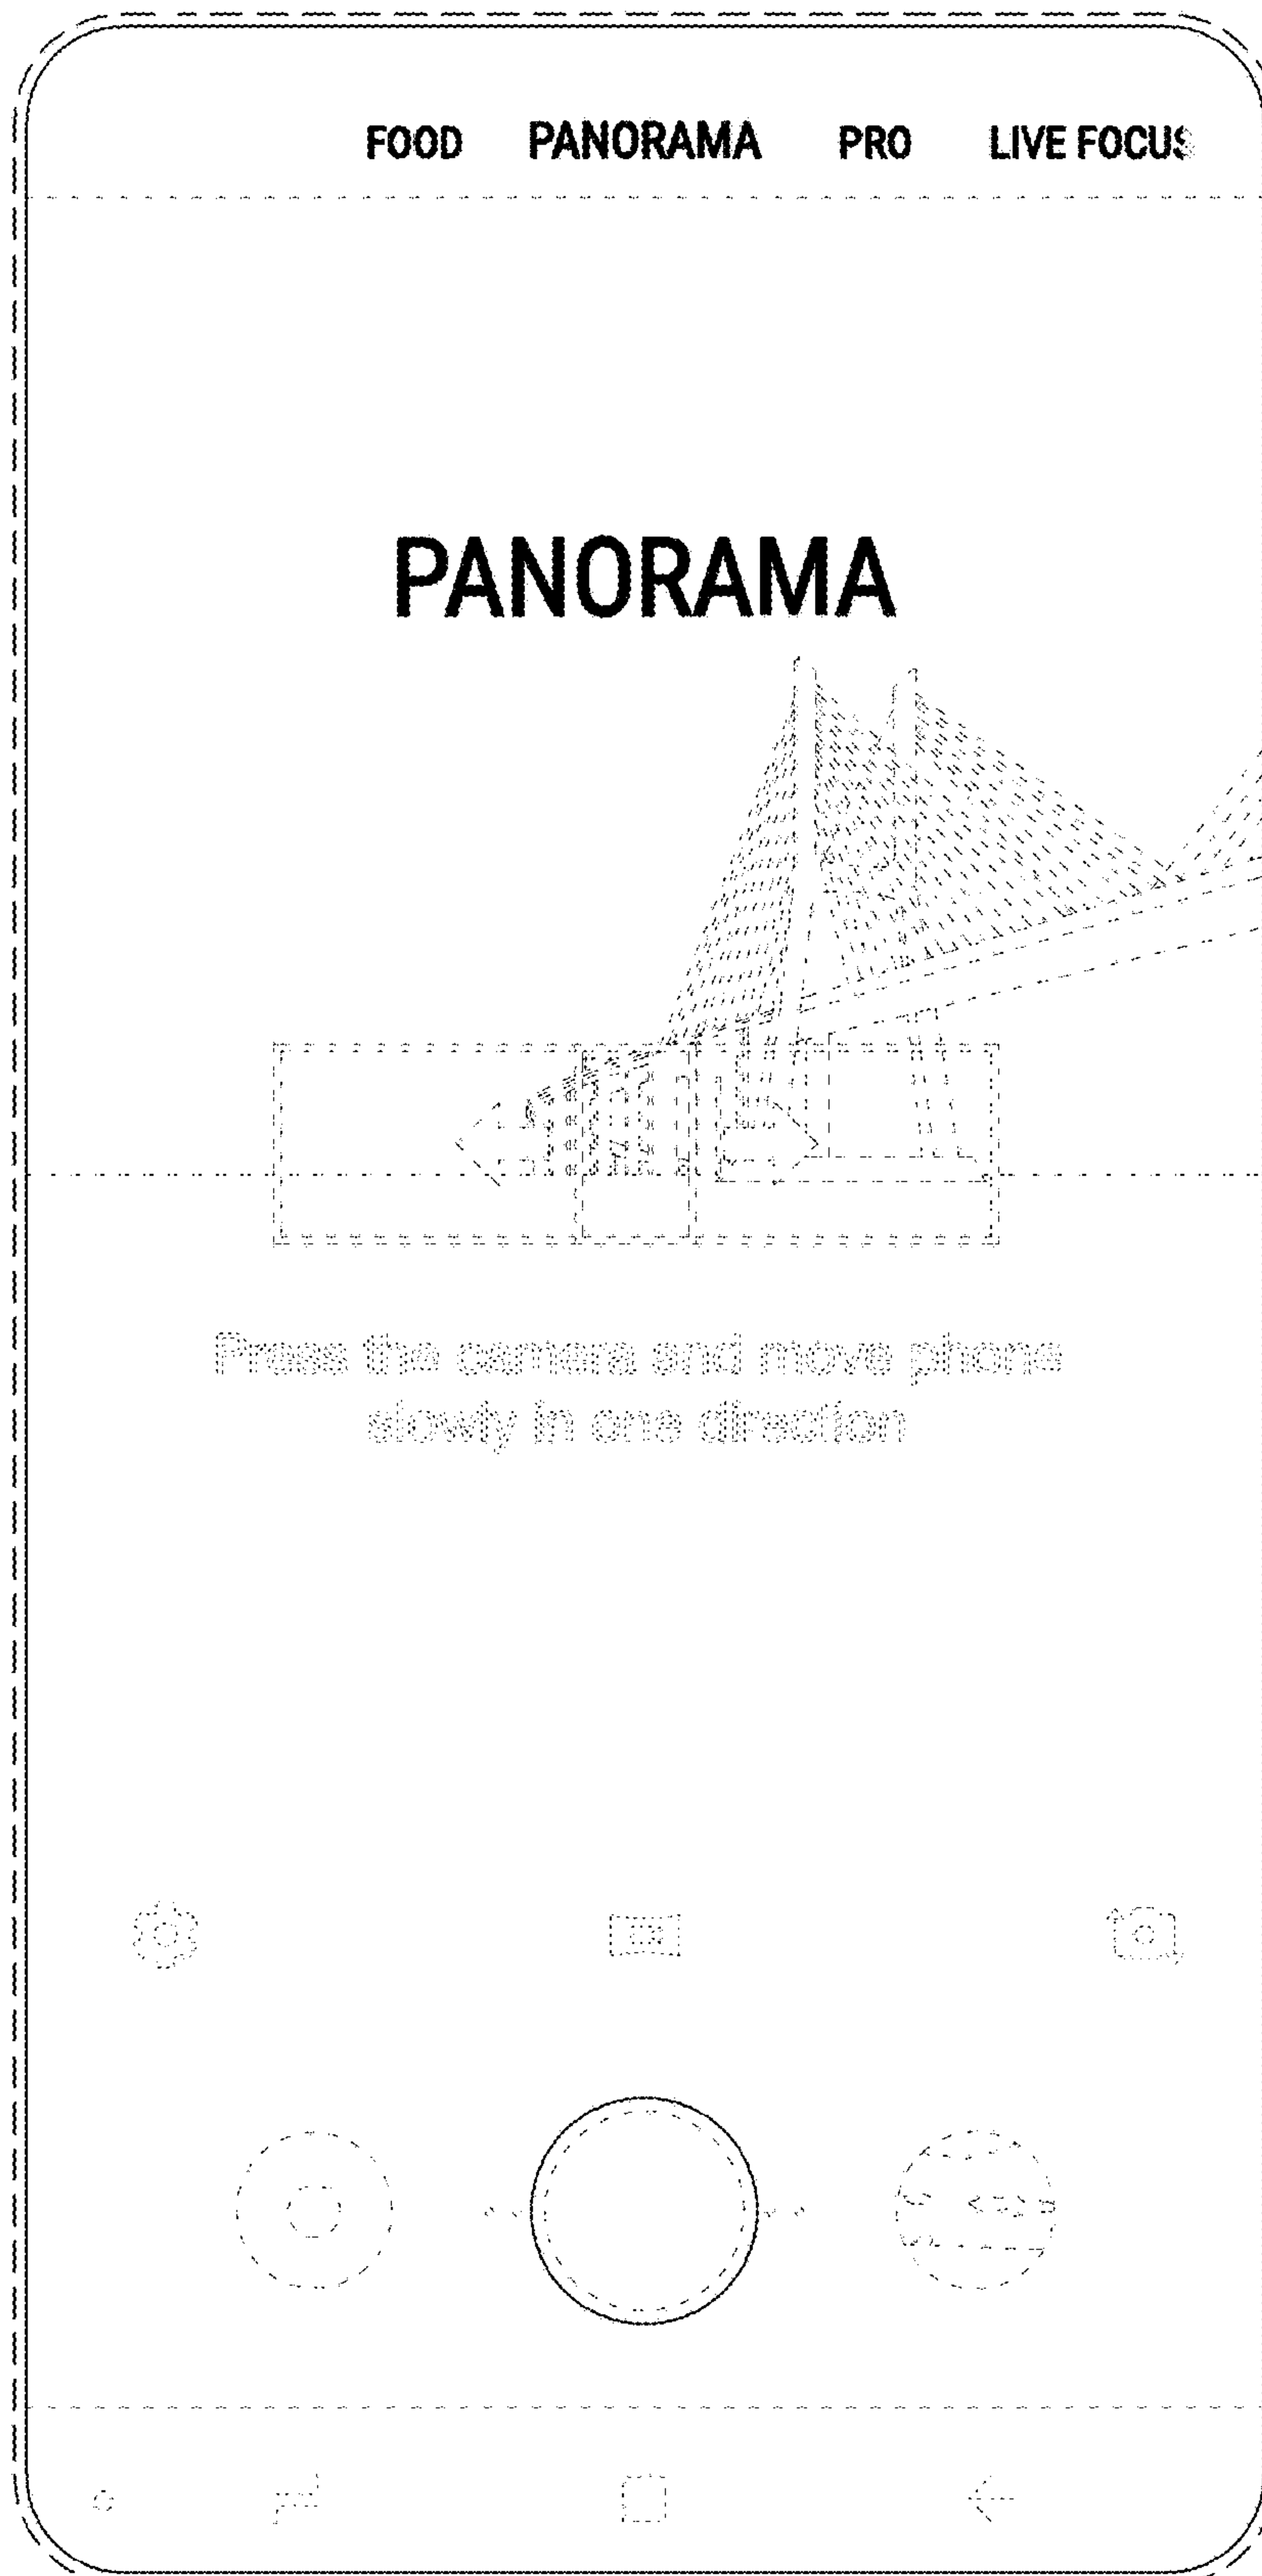 FOOD PANORAMA PRO LIVE FOCUS
PANORAMA
Press the camera and move phone
slowly in one direction